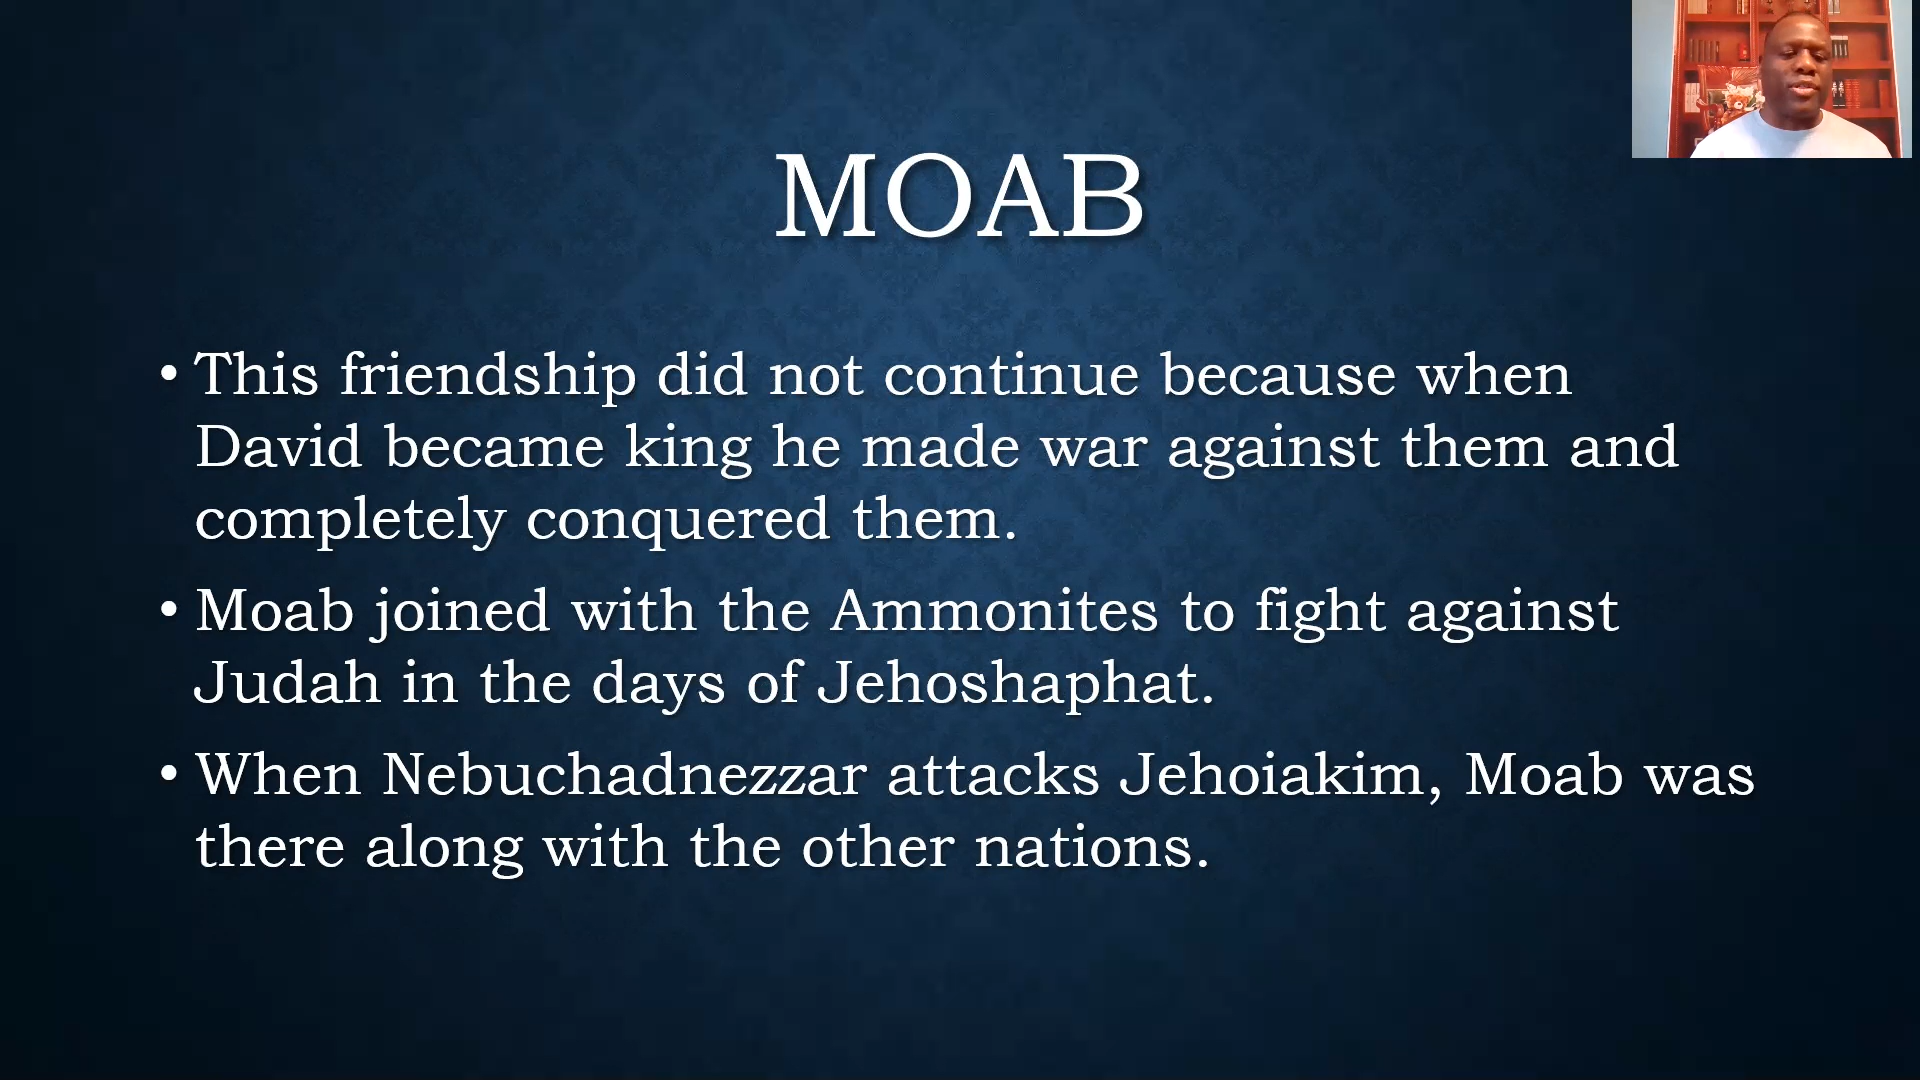 MOAB
• This friendship did not continue because when
David became king he made war against them and
completely conquered them.
• Moab joined with the Ammonites to fight against
Judah in the days of Jehoshaphat.
• When Nebuchadnezzar attacks Jehoiakim, Moab was
there along with the other nations.